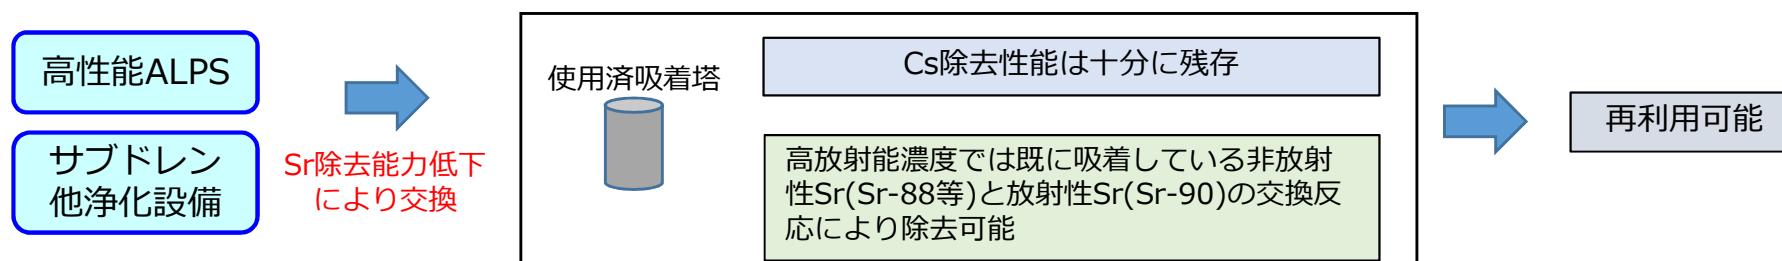 高性能ALPS
サブドレン
他浄化設備
Sr除去能力低下
により交換
使用済吸着塔
Cs除去性能は十分に残存
高放射能濃度では既に吸着している非放射
性Sr(Sr-88等)と放射性Sr(Sr-90)の交換反
応により除去可能
再利用可能